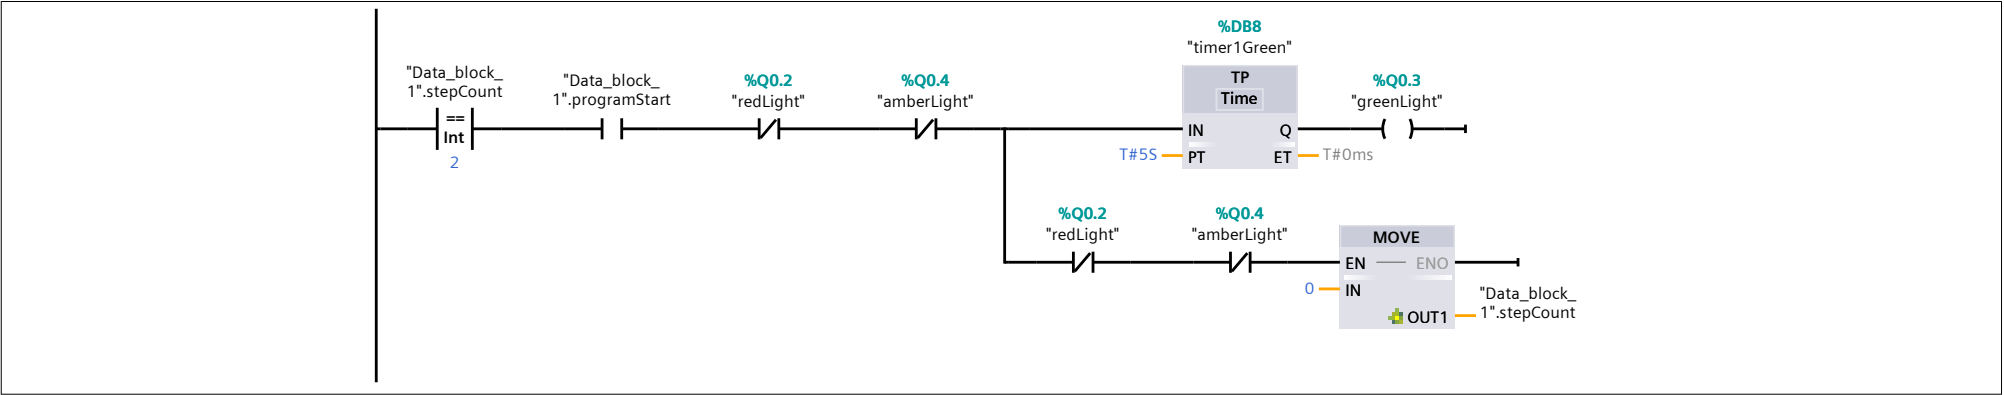 %DB8
"timer1Green"
"Data_block_
1".stepCount
==
Int
2
"Data_block_
1".programStart
%Q0.2
"redLight"
%Q0.4
"amberLight"
TP
Time
IN
Q
T#5S
PT
ET
T#0ms
%Q0.3
"greenLight"
%Q0.2
"redLight"
%Q0.4
"amberLight"
MOVE
EN
ENO
0
IN
OUT1
"Data_block_
1".stepCount